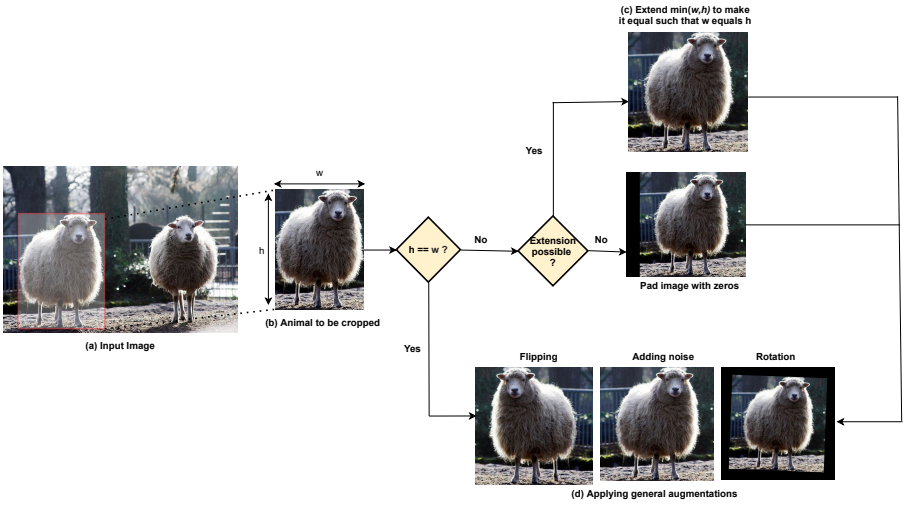 (c) Extend min(w,h) to make
it equal such that w equals h
Yes
w
h
h == w ?
No
Extension
possible
?
No
Pad image with zeros
(b) Animal to be cropped
(a) Input Image
Yes
Flipping
Adding noise
Rotation
(d) Applying general augmentations